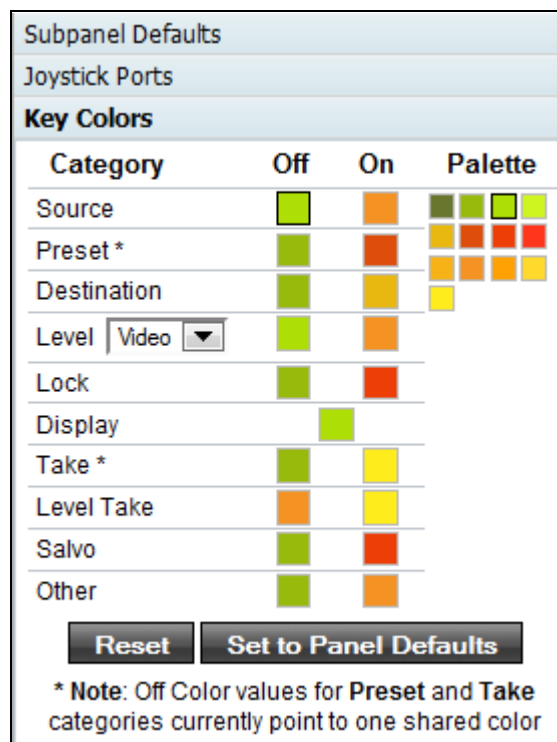 Subpanel Defaults
Joystick Ports
Key Colors
Category Off On Palette
Source
Preset *
Destination
Level Video
Lock
Display
Take *
Level Take
Salvo
Other
Reset Set to Panel Defaults
* Note: Off Color values for Preset and Take
categories currently point to one shared color